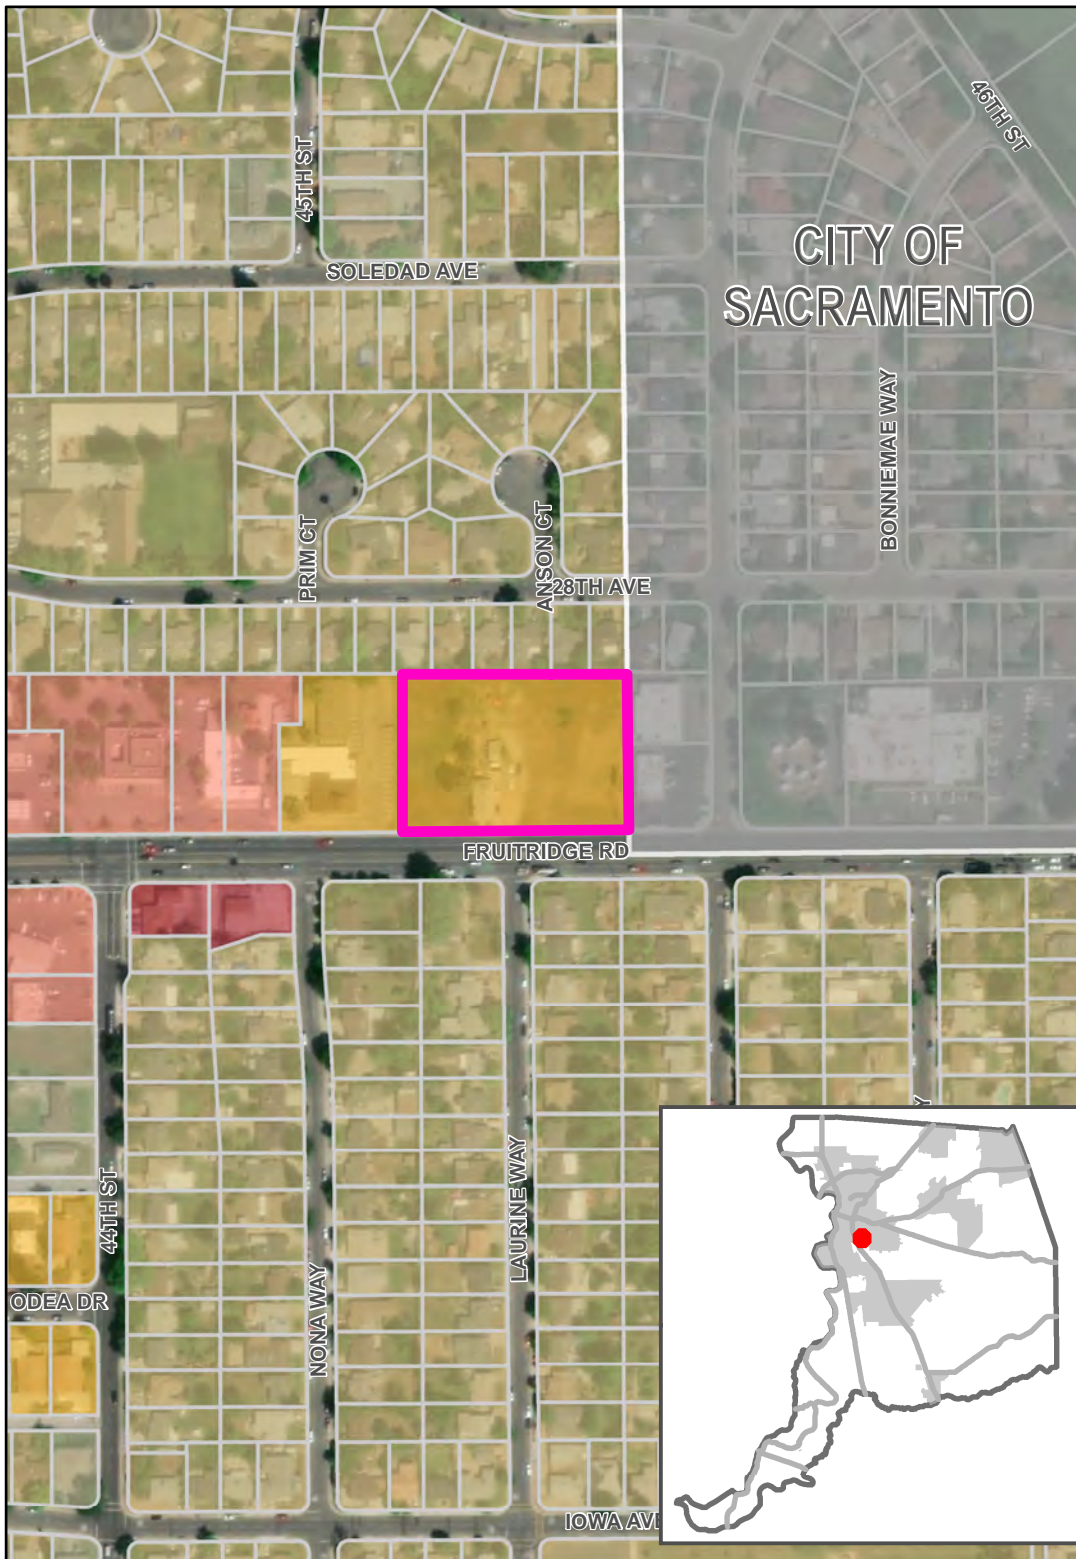 46TH ST
45TH ST
CITY OF
SACRAMENTO
SOLEDAD AVE
BONNIEMAE WAY
PRIM CT
ANSON CT
28TH AVE
FRUITRIDGE RD
44TH ST
LAURINE WAY
NONA WAY
ODEA DR
IOWA AVE